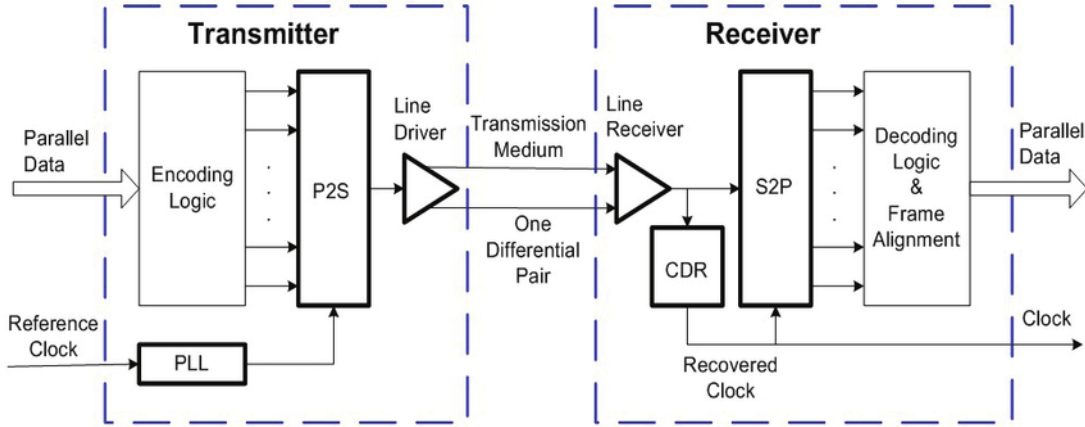 Transmitter
Receiver
Parallel
Data
Encoding
Logic
P2S
Line
Driver
Transmission
Medium
One
Differential
Pair
Line
Receiver
CDR
S2P
Decoding
Logic
&
Frame
Alignment
Parallel
Data
Reference
Clock
PLL
Recovered
Clock
Clock